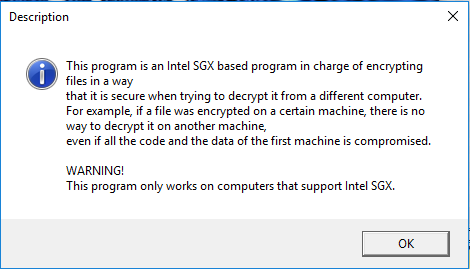 Description
This program is an Intel SGX based program in charge of encrypting
files in a way
that it is secure when trying to decrypt it from a different computer.
For example, if a file was encrypted on a certain machine, there is no
way to decrypt it on another machine,
even if all the code and the data of the first machine is compromised.
WARNING!
This program only works on computers that support Intel SGX.
OK